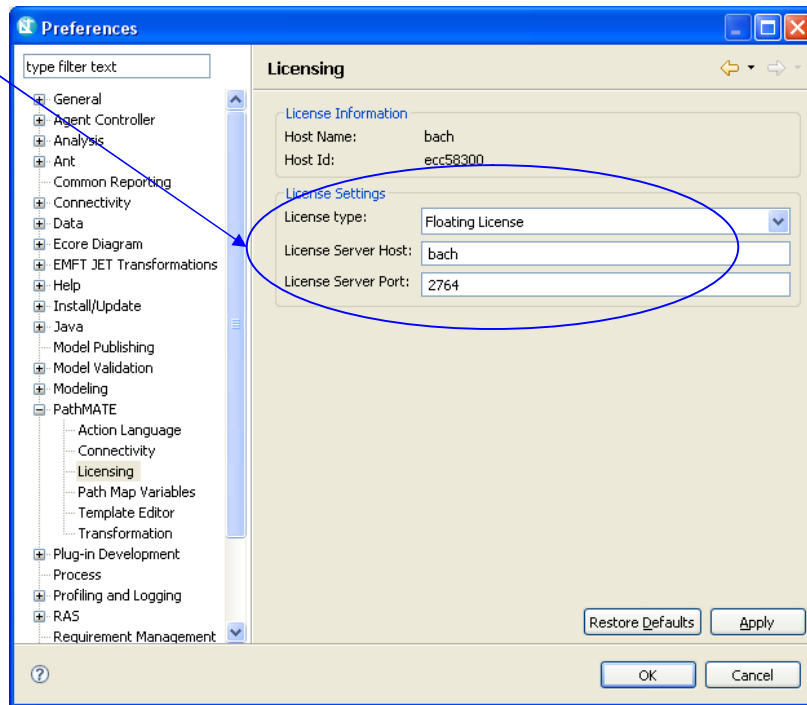 Preferences
type filter text
Licensing
General
Agent Controller
Analysis
Ant
Common Reporting
Connectivity
Data
Ecore Diagram
EMFT JET Transformations
Help
Install/Update
Java
Model Publishing
Model Validation
Modeling
PathMATE
Action Language
Connectivity
Licensing
Path Map Variables
Template Editor
Transformation
Plug-in Development
Process
Profiling and Logging
RAS
Requirement Management
License Information
Host Name: bach
Host Id: ecc58300
License Settings
License type: Floating License
License Server Host: bach
License Server Port: 2764
Restore Defaults Apply
OK Cancel